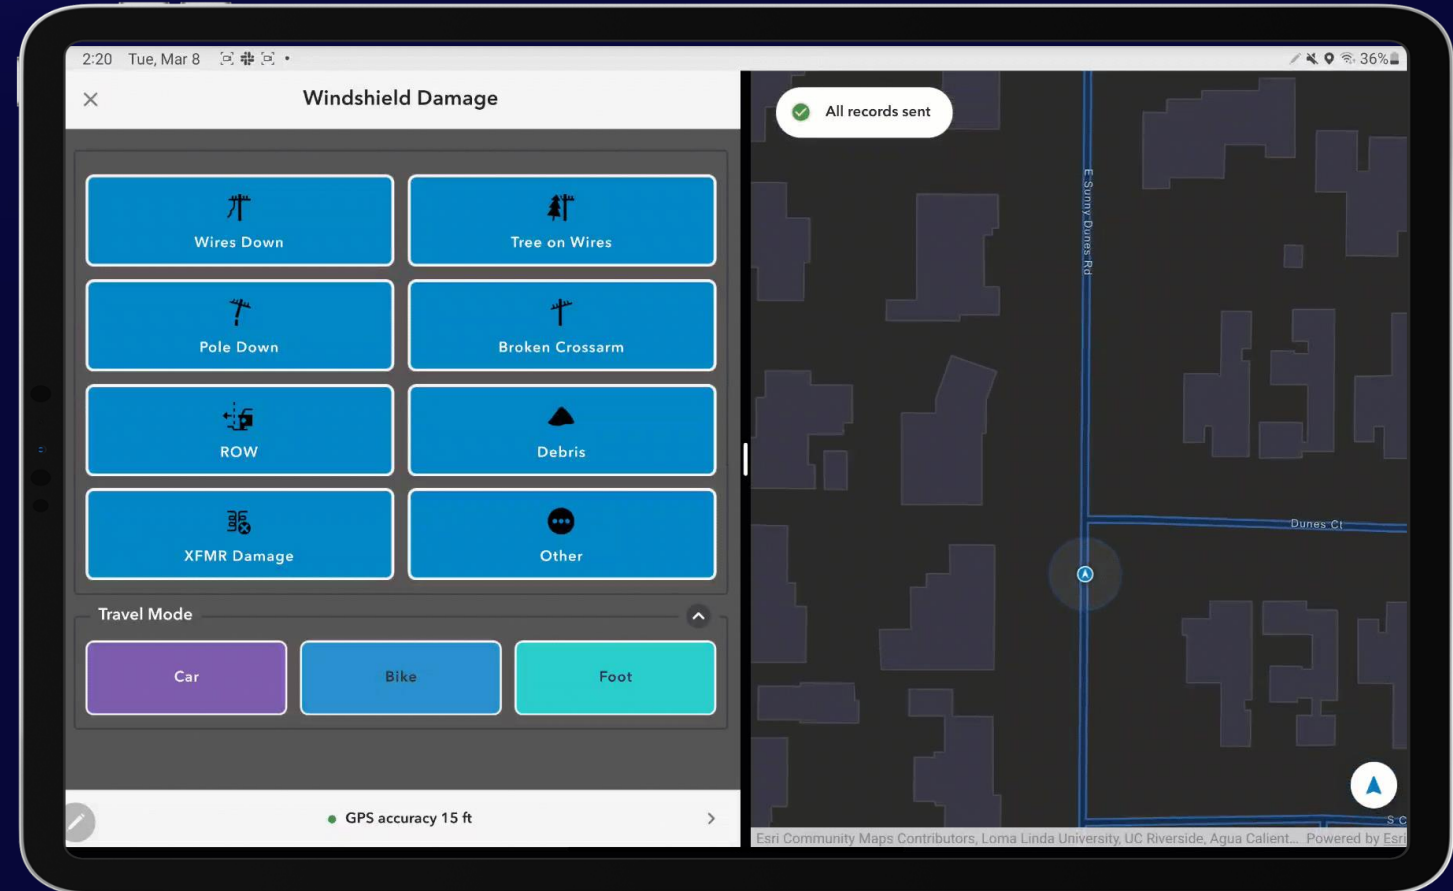 2:20 Tue, Mar 8
36%
Windshield Damage
Wires Down
Tree on Wires
Pole Down
Broken Crossarm
ROW
Debris
XFMR Damage
Other
Travel Mode
Car
Bike
Foot
GPS accuracy 15 ft
All records sent
E Sunny Dunes Rd
Dunes Ct
S C
Esri Community Maps Contributors, Loma Linda University, UC Riverside, Agua Calient... Powered by Esri